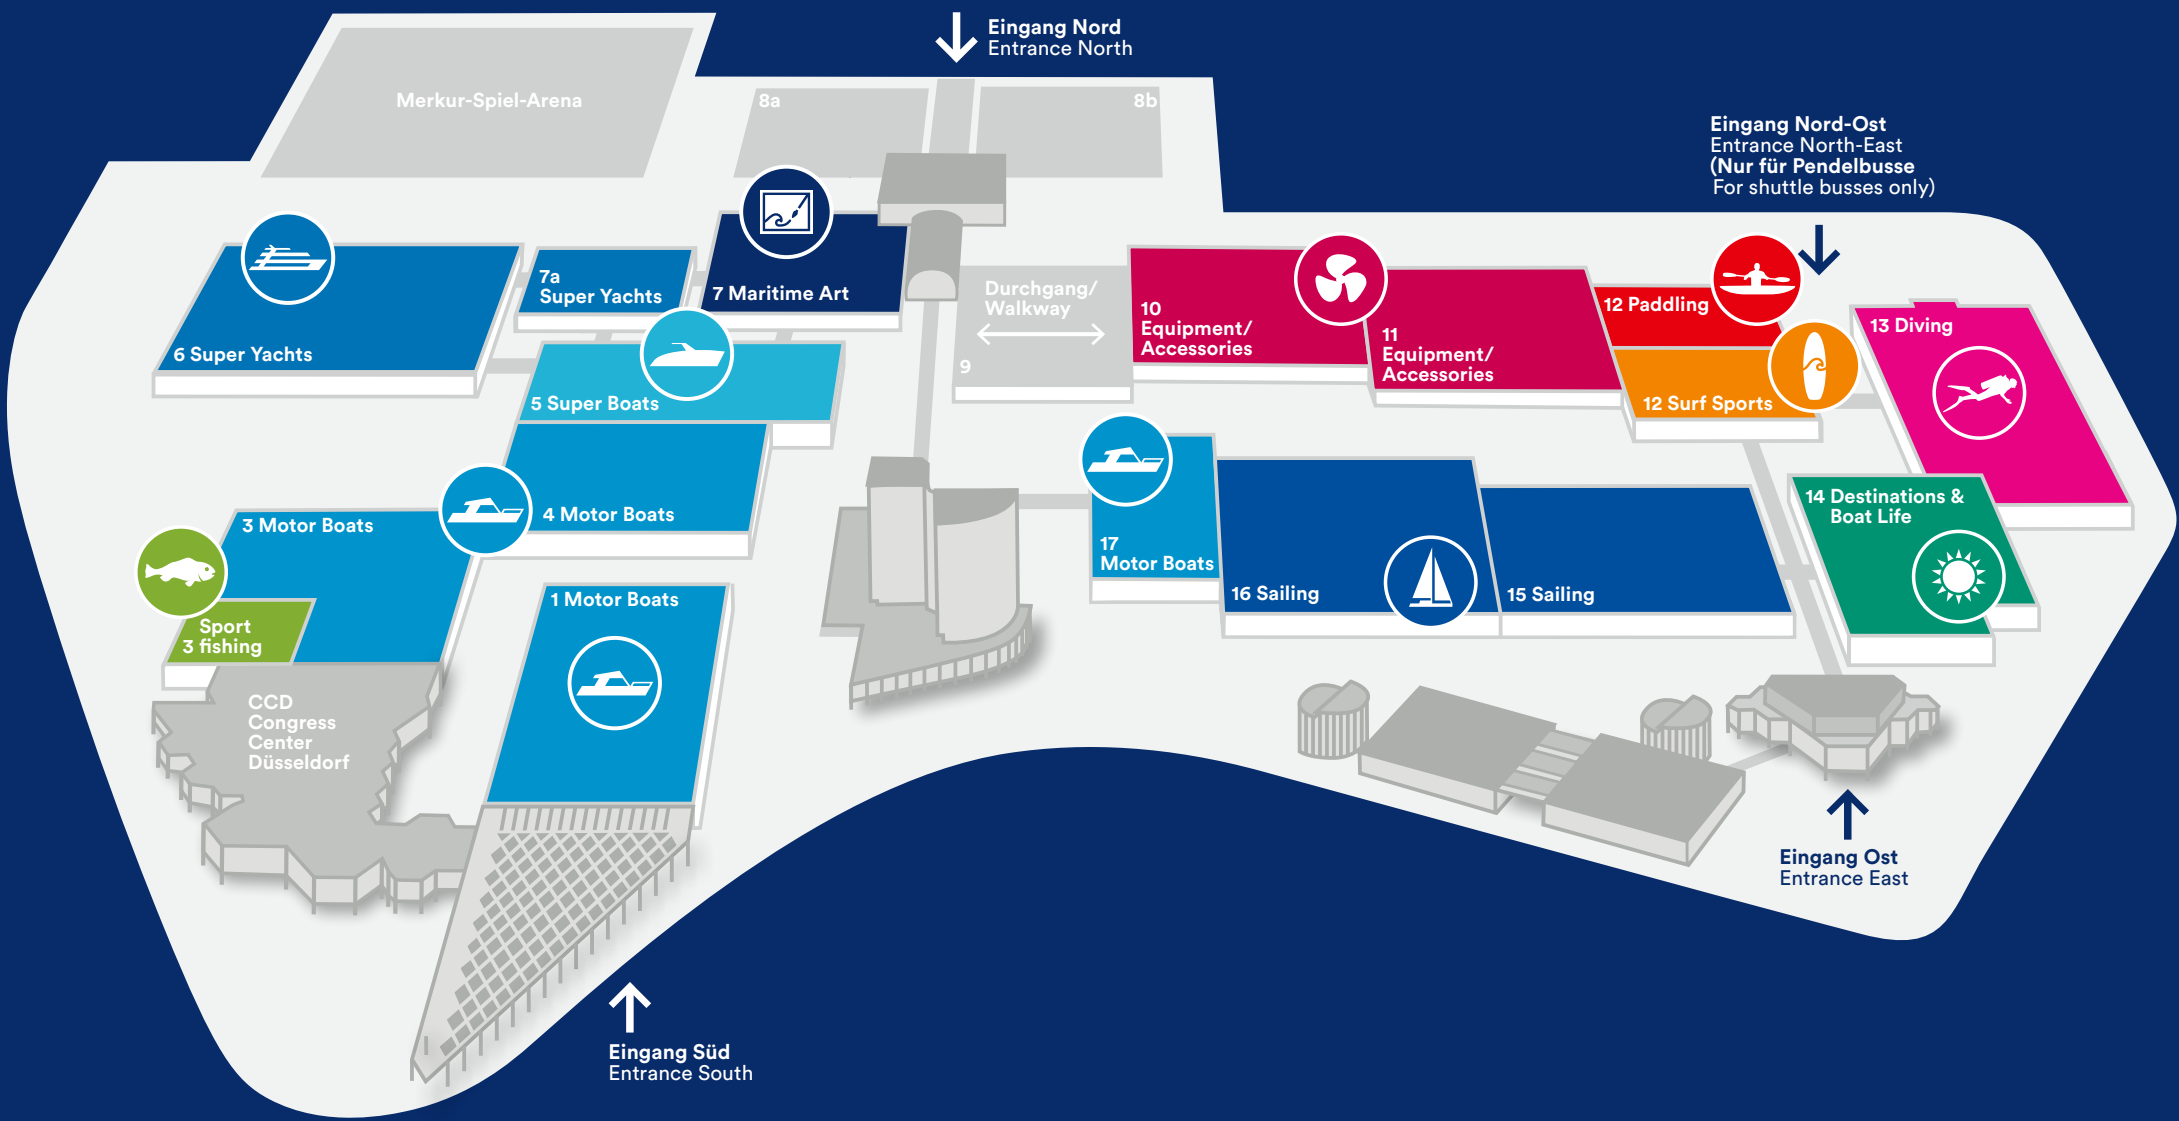 Eingang Nord
Entrance North
Merkur-Spiel-Arena
8a
8b
Eingang Nord-Ost
Entrance North-East
(Nur für Pendelbusse
For shuttle busses only)
6 Super Yachts
7a
Super Yachts
7 Maritime Art
Durchgang/
Walkway
9
10
Equipment/
Accessories
11
Equipment/
Accessories
12 Paddling
12 Surf Sports
13 Diving
5 Super Boats
4 Motor Boats
3 Motor Boats
Sport
3 fishing
1 Motor Boats
17
Motor Boats
16 Sailing
15 Sailing
14 Destinations &
Boat Life
CCD
Congress
Center
Düsseldorf
Eingang Ost
Entrance East
Eingang Süd
Entrance South